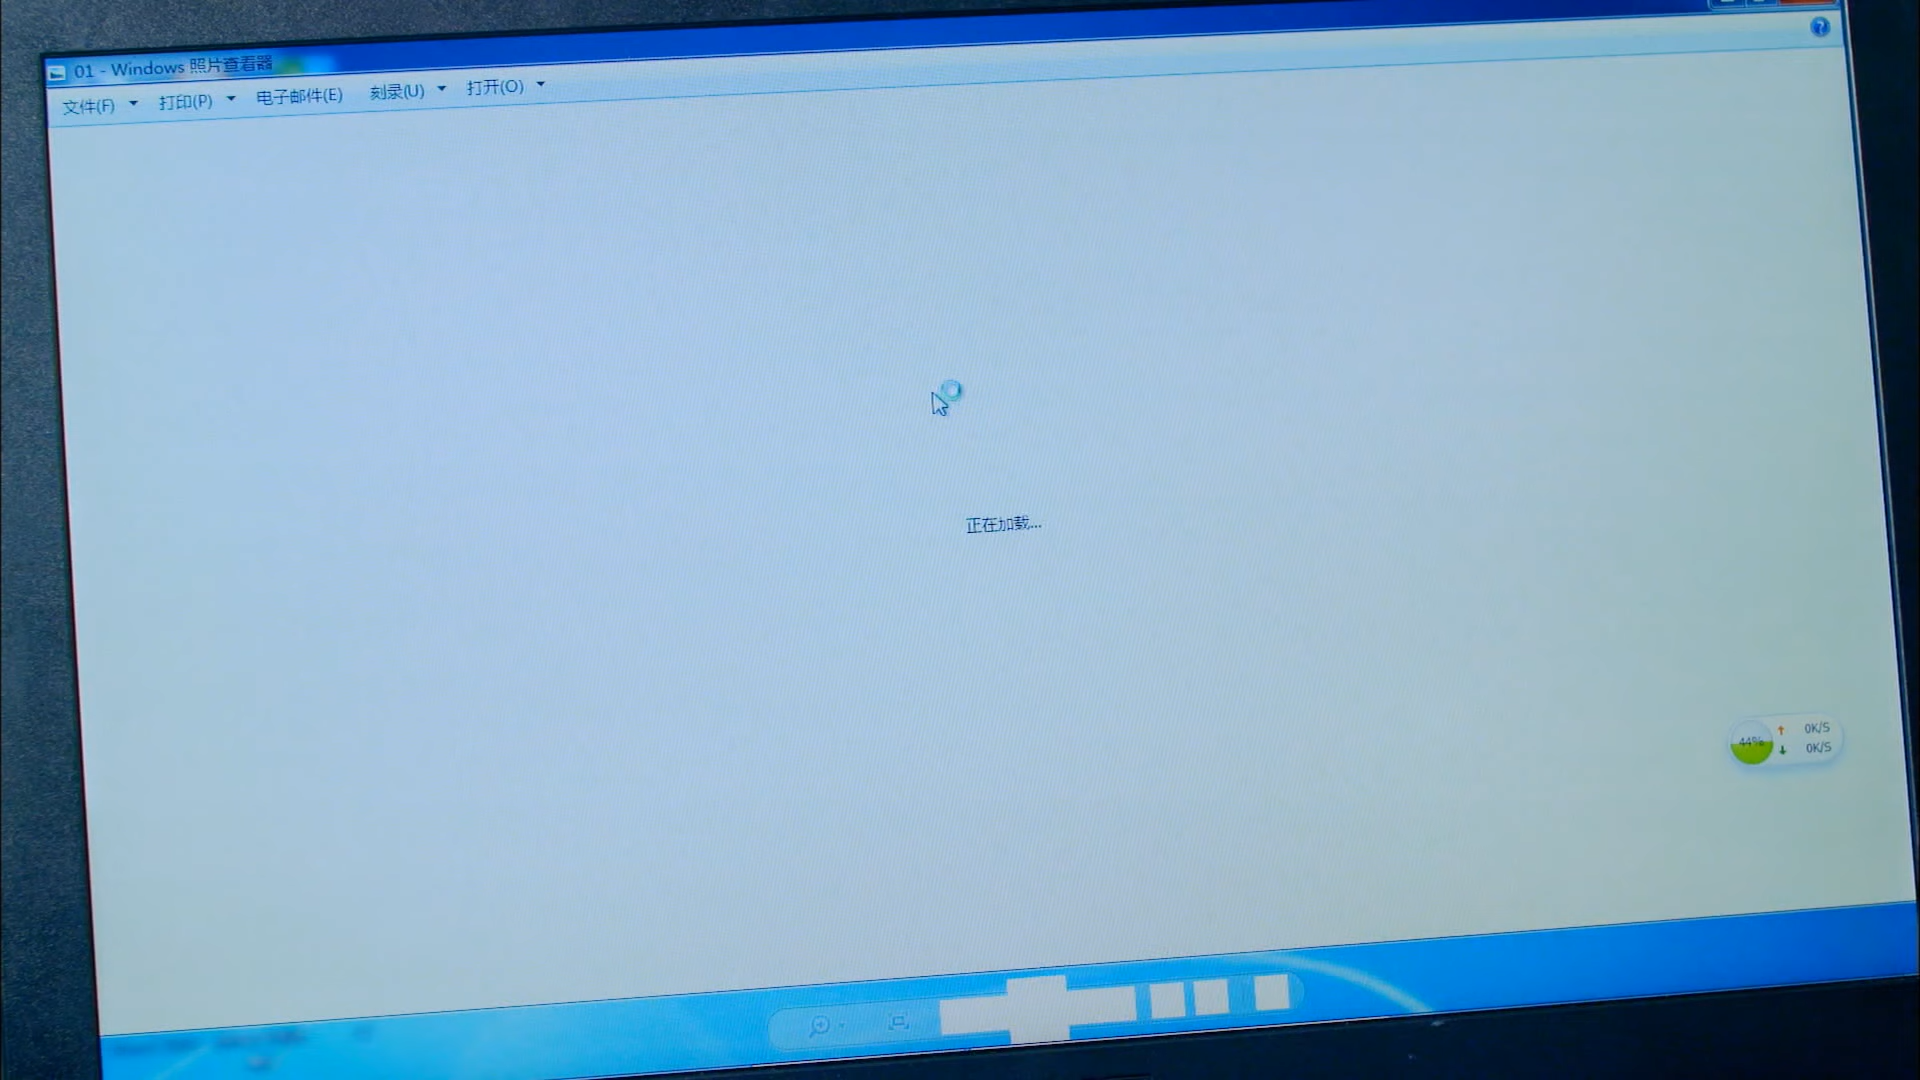 01 - Windows 照片查看器
文件(F) 打印(P) 电子邮件(E) 刻录(U) 打开(O)
正在加载...
44% 0K/S
0K/S